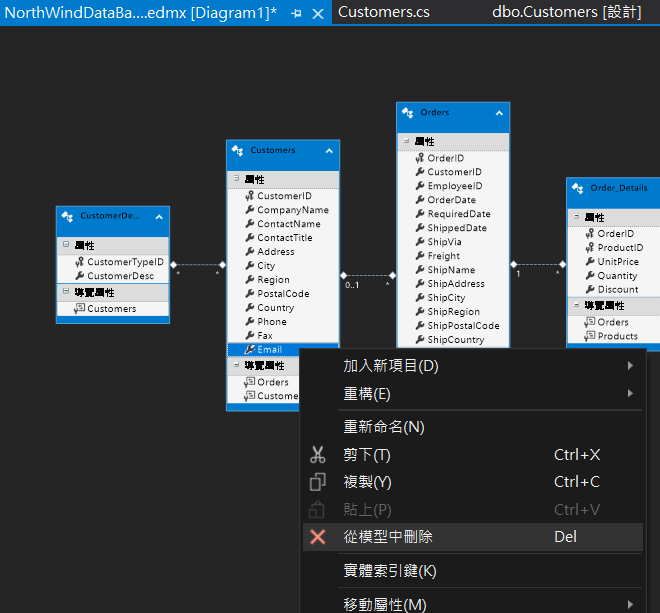 NorthWindDataBa....edmx [Diagram1]*
Customers.cs
dbo.Customers [設計]
CustomerDe...
屬性
CustomerTypeID
CustomerDesc
導覽屬性
Customers
*
*
Customers
屬性
CustomerID
CompanyName
ContactName
ContactTitle
Address
City
Region
PostalCode
Country
Phone
Fax
Email
導覽屬性
Orders
Custome
0..1
*
Orders
屬性
OrderID
CustomerID
EmployeeID
OrderDate
RequiredDate
ShippedDate
ShipVia
Freight
ShipName
ShipAddress
ShipCity
ShipRegion
ShipPostalCode
ShipCountry
1
*
Order_Details
屬性
OrderID
ProductID
UnitPrice
Quantity
Discount
導覽屬性
Orders
Products
加入新項目(D)
重構(E)
重新命名(N)
剪下(T) Ctrl+X
複製(Y) Ctrl+C
貼上(P) Ctrl+V
從模型中刪除 Del
實體索引鍵(K)
移動屬性(M)